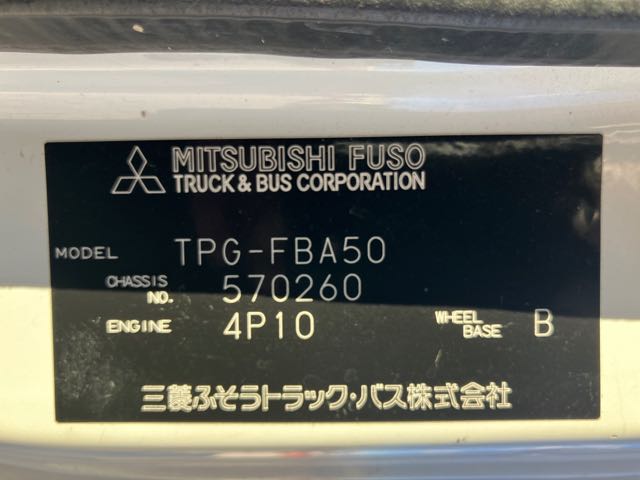 MITSUBISHI FUSO
TRUCK & BUS CORPORATION
MODEL TPG-FBA50
CHASSIS NO. 570260
ENGINE 4P10 WHEEL BASE B
三菱ふそうトラック・バス株式会社